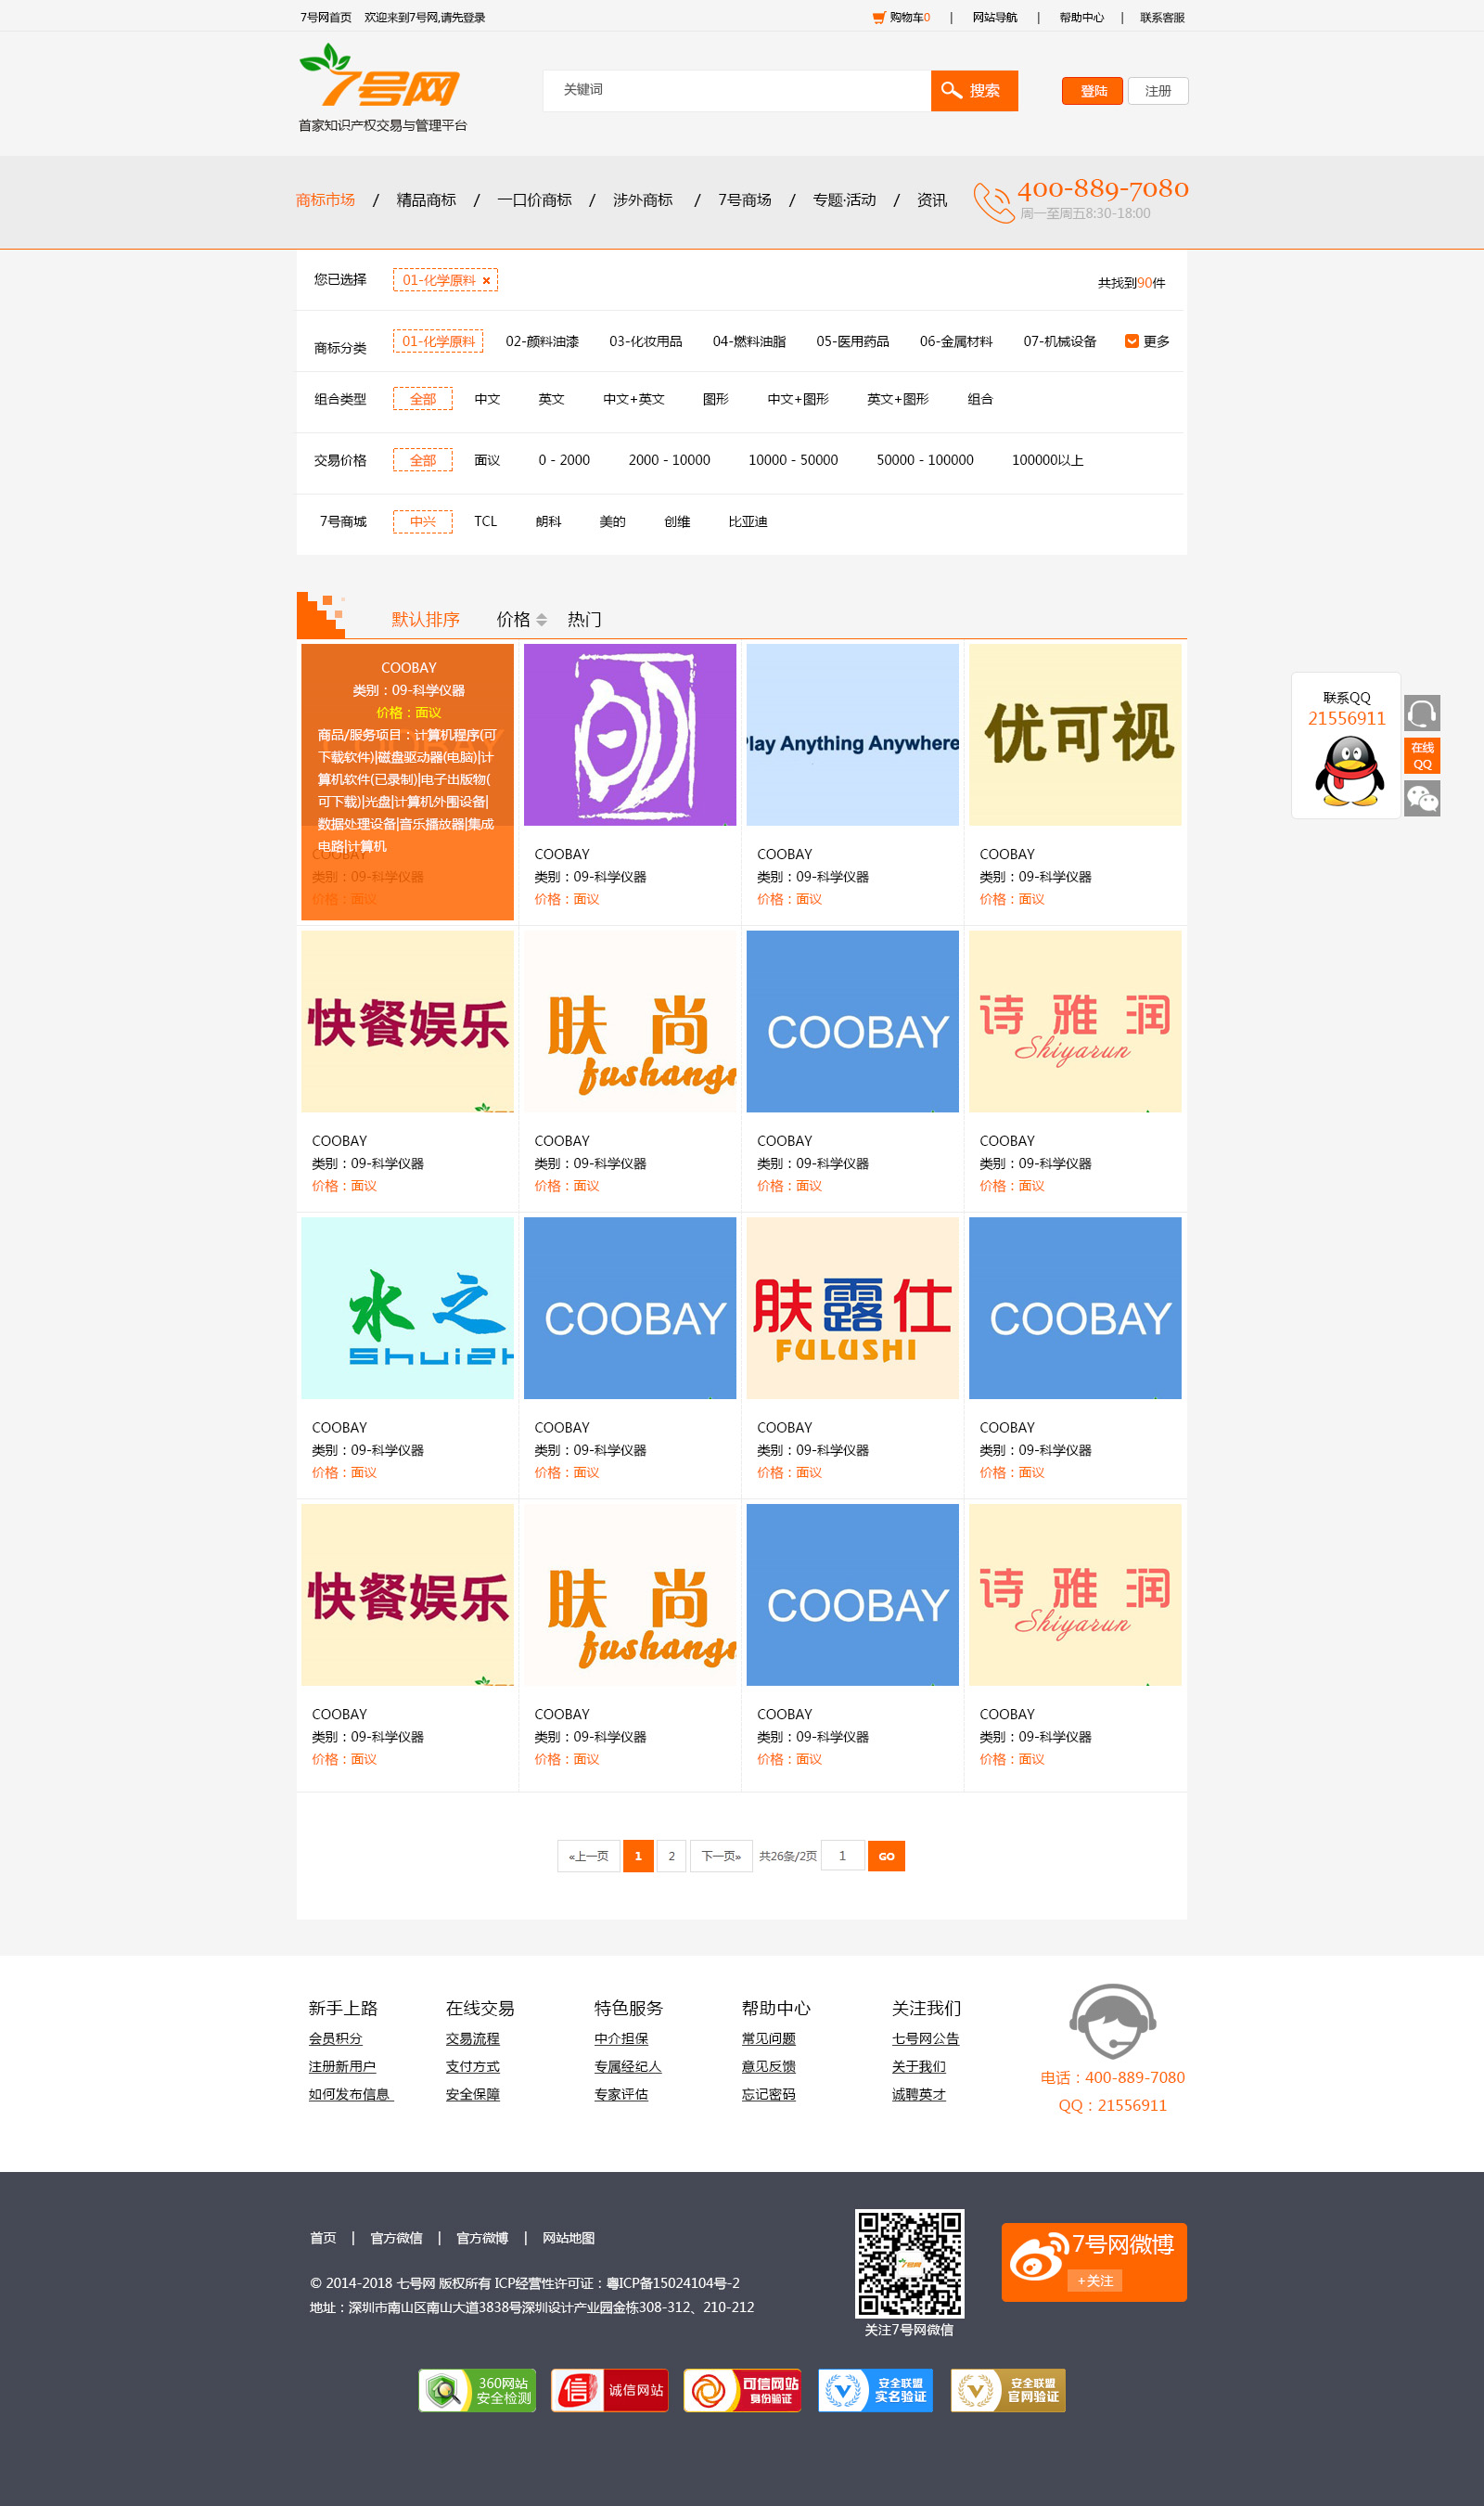 7号网首页 欢迎来到7号网,请先登录 购物车0 | 网站导航 | 帮助中心 | 联系客服
7号网
首家知识产权交易与管理平台
关键词 搜索 登陆 注册
商标市场 / 精品商标 / 一口价商标 / 涉外商标 / 7号商场 / 专题·活动 / 资讯
400-889-7080
周一至周五8:30-18:00
您已选择 01-化学原料 × 共找到90件
商标分类 01-化学原料 02-颜料油漆 03-化妆用品 04-燃料油脂 05-医用药品 06-金属材料 07-机械设备 更多
组合类型 全部 中文 英文 中文+英文 图形 中文+图形 英文+图形 组合
交易价格 全部 面议 0 - 2000 2000 - 10000 10000 - 50000 50000 - 100000 100000以上
7号商城 中兴 TCL 朗科 美的 创维 比亚迪
默认排序 价格 热门
COOBAY
类别：09-科学仪器
价格：面议
商品/服务项目：计算机程序(可
下载软件)|磁盘驱动器(电脑)|计
算机软件(已录制)|电子出版物(
可下载)|光盘|计算机外围设备|
数据处理设备|音乐播放器|集成
电路|计算机
COOBAY
类别：09-科学仪器
价格：面议
Play Anything Anywhere
优可视
COOBAY COOBAY COOBAY
类别：09-科学仪器 类别：09-科学仪器 类别：09-科学仪器
价格：面议 价格：面议 价格：面议
联系QQ
21556911
在线
QQ
快餐娱乐
肤尚
fushang
COOBAY
诗雅润
Shiyarun
COOBAY COOBAY COOBAY COOBAY
类别：09-科学仪器 类别：09-科学仪器 类别：09-科学仪器 类别：09-科学仪器
价格：面议 价格：面议 价格：面议 价格：面议
水之
Shuizh
COOBAY
肤露仕
FULUSHI
COOBAY
COOBAY COOBAY COOBAY COOBAY
类别：09-科学仪器 类别：09-科学仪器 类别：09-科学仪器 类别：09-科学仪器
价格：面议 价格：面议 价格：面议 价格：面议
快餐娱乐
肤尚
fushang
COOBAY
诗雅润
Shiyarun
COOBAY COOBAY COOBAY COOBAY
类别：09-科学仪器 类别：09-科学仪器 类别：09-科学仪器 类别：09-科学仪器
价格：面议 价格：面议 价格：面议 价格：面议
«上一页 1 2 下一页» 共26条/2页 1 GO
新手上路 在线交易 特色服务 帮助中心 关注我们
会员积分 交易流程 中介担保 常见问题 七号网公告
注册新用户 支付方式 专属经纪人 意见反馈 关于我们
如何发布信息 安全保障 专家评估 忘记密码 诚聘英才
电话：400-889-7080
QQ：21556911
首页 | 官方微信 | 官方微博 | 网站地图
© 2014-2018 七号网 版权所有 ICP经营性许可证：粤ICP备15024104号-2
地址：深圳市南山区南山大道3838号深圳设计产业园金栋308-312、210-212
7号网
关注7号网微信
7号网微博
+关注
360网站
安全检测
信
诚信网站
可信网站
身份验证
安全联盟
实名验证
安全联盟
官网验证